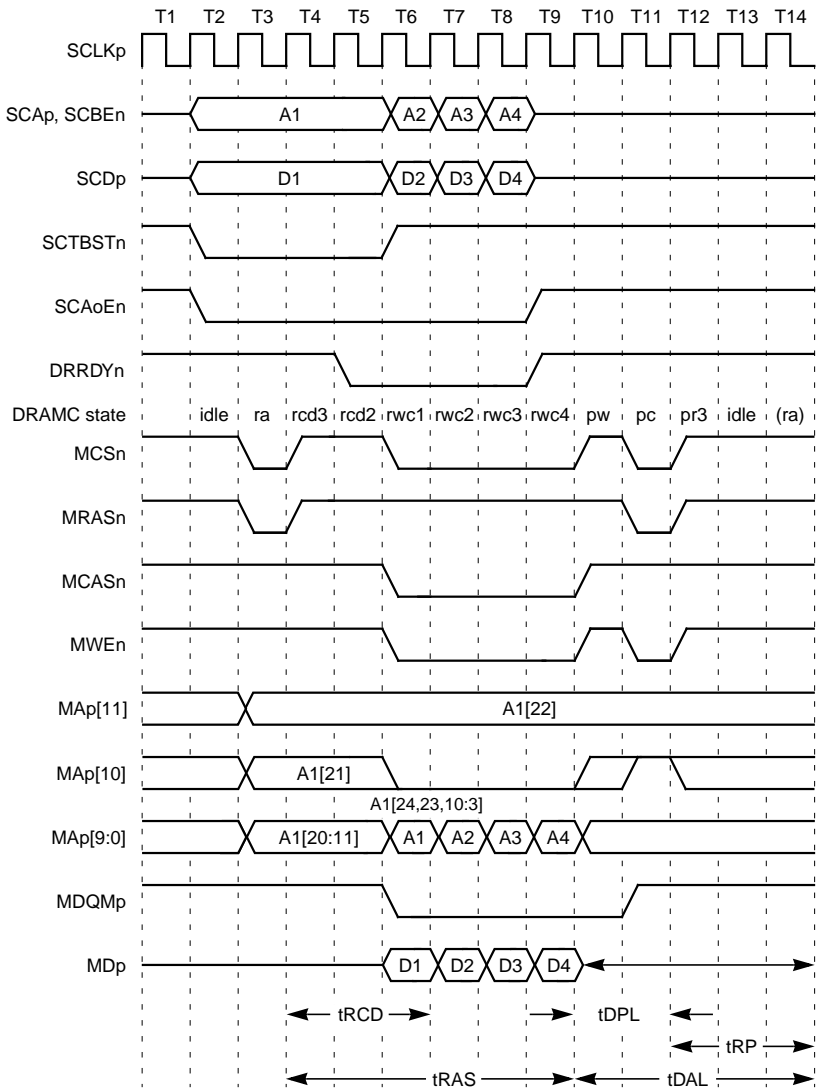 T1 T2 T3 T4 T5 T6 T7 T8 T9 T10 T11 T12 T13 T14
SCLKp
SCAp, SCBEn A1 A2 A3 A4
SCDp D1 D2 D3 D4
SCTBSTn
SCAoEn
DRRDYn
DRAMC state idle ra rcd3 rcd2 rwc1 rwc2 rwc3 rwc4 pw pc pr3 idle (ra)
MCSn
MRASn
MCASn
MWEn
MAp[11] A1[22]
MAp[10] A1[21]
A1[24,23,10:3]
MAp[9:0] A1[20:11] A1 A2 A3 A4
MDQMp
MDp D1 D2 D3 D4
tRCD tDPL
tRP
tRAS tDAL